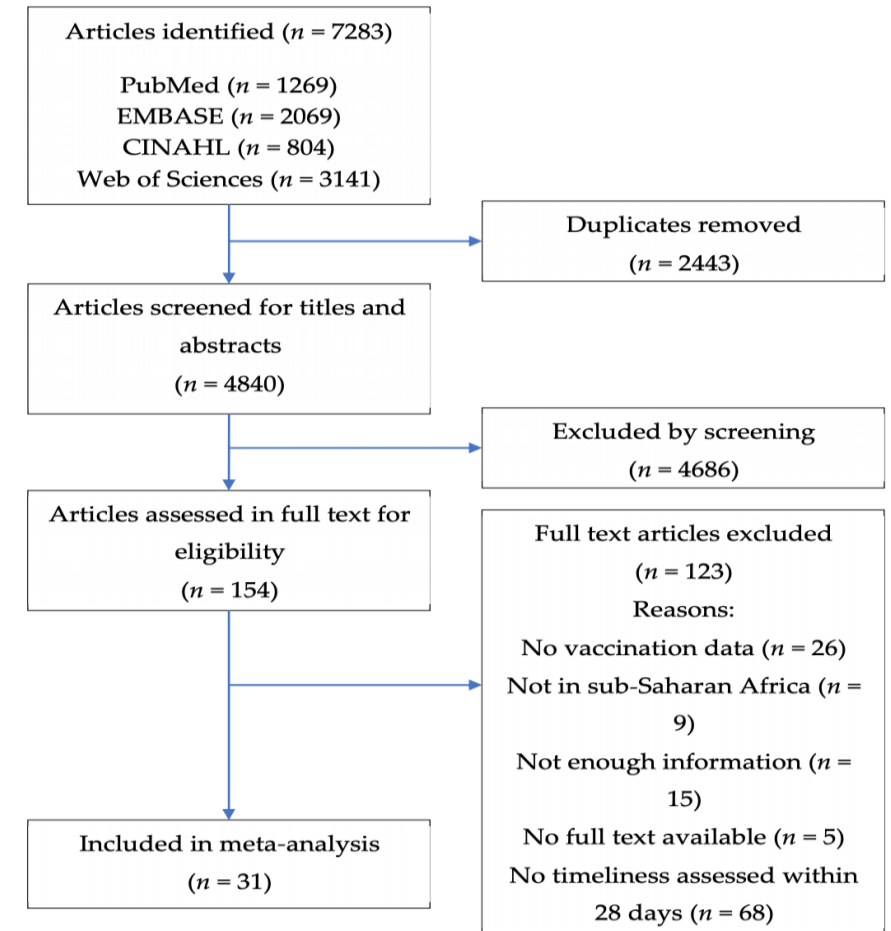 Articles identified (n = 7283)
PubMed (n = 1269)
EMBASE (n = 2069)
CINAHL (n = 804)
Web of Sciences (n = 3141)
Duplicates removed
(n = 2443)
Articles screened for titles and
abstracts
(n = 4840)
Excluded by screening
(n = 4686)
Articles assessed in full text for
eligibility
(n = 154)
Full text articles excluded
(n = 123)
Reasons:
No vaccination data (n = 26)
Not in sub-Saharan Africa (n =
9)
Not enough information (n =
15)
No full text available (n = 5)
No timeliness assessed within
28 days (n = 68)
Included in meta-analysis
(n = 31)